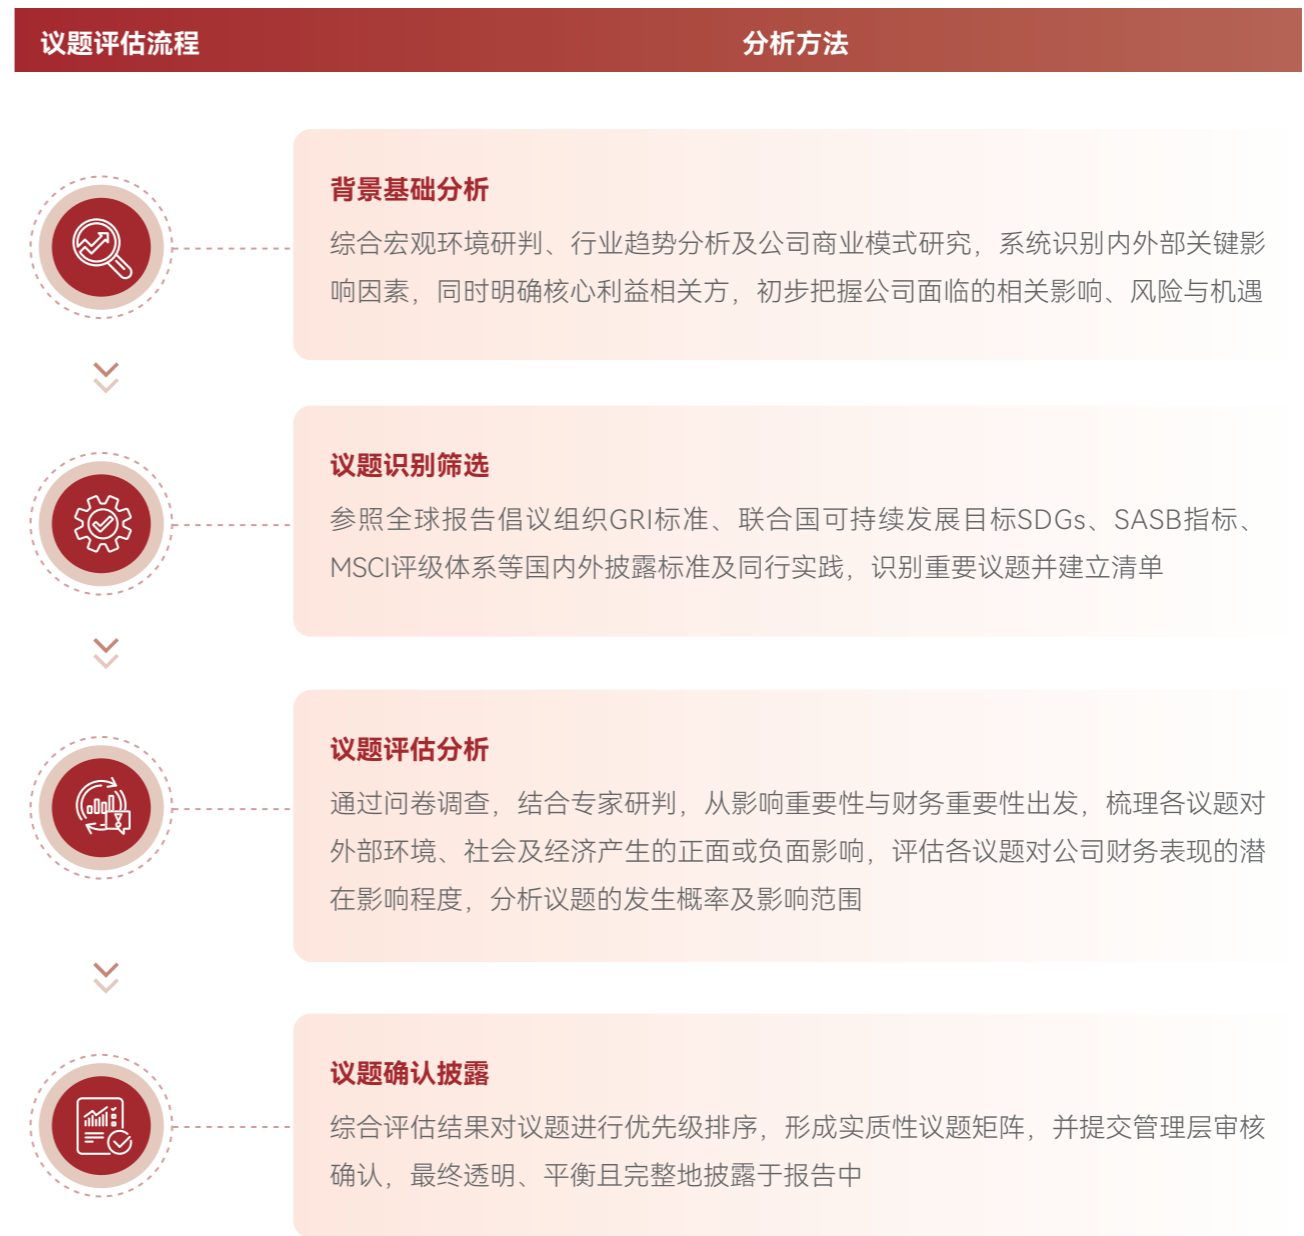 议题评估流程
分析方法
背景基础分析
综合宏观环境研判、行业趋势分析及公司商业模式研究，系统识别内外部关键影
响因素，同时明确核心利益相关方，初步把握公司面临的相关影响、风险与机遇
议题识别筛选
参照全球报告倡议组织GRI标准、联合国可持续发展目标SDGs、SASB指标、
MSCI评级体系等国内外披露标准及同行实践，识别重要议题并建立清单
议题评估分析
通过问卷调查，结合专家研判，从影响重要性与财务重要性出发，梳理各议题对
外部环境、社会及经济产生的正面或负面影响，评估各议题对公司财务表现的潜
在影响程度，分析议题的发生概率及影响范围
议题确认披露
综合评估结果对议题进行优先级排序，形成实质性议题矩阵，并提交管理层审核
确认，最终透明、平衡且完整地披露于报告中